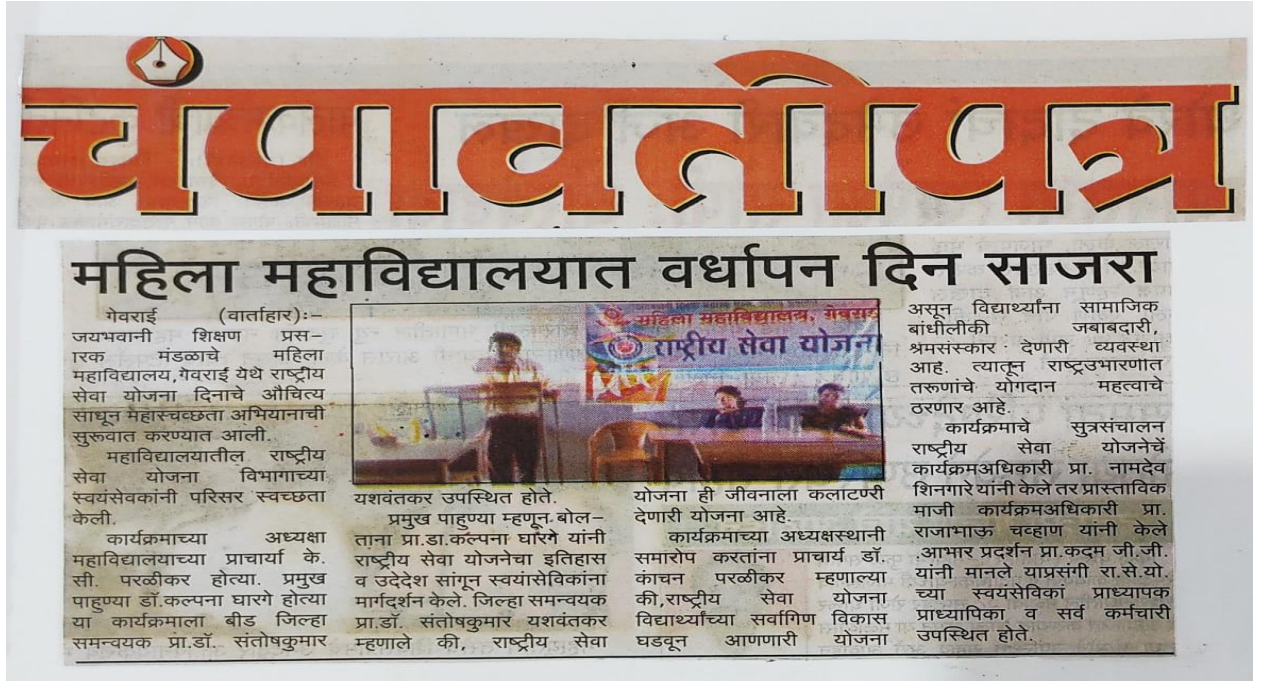 चंपावतीपत्र
महिला महाविद्यालयात वर्धापन दिन साजरा
गेवराई (वार्ताहार):-
जयभवानी शिक्षण प्रस-
रक मंडळाचे महिला
महाविद्यालय,गेवराई येथे राष्ट्रीय
सेवा योजना दिनाचे औचित्य
साधून महास्वच्छता अभियानाची
सुरूवात करण्यात आली.
महाविद्यालयातील राष्ट्रीय
सेवा योजना विभागाच्या
स्वयंसेवकांनी परिसर स्वच्छता
केली.
कार्यक्रमाच्या अध्यक्षा
महाविद्यालयाच्या प्राचार्या के.
सी. परळीकर होत्या. प्रमुख
पाहुण्या डॉ.कल्पना घारगे होत्या
या कार्यक्रमाला बीड जिल्हा
समन्वयक प्रा.डॉ. संतोषकुमार
महिला महाविद्यालय, गेवराई
राष्ट्रीय सेवा योजना
यशवंतकर उपस्थित होते.
प्रमुख पाहुण्या म्हणून बोल-
ताना प्रा.डा.कल्पना घारगे यांनी
राष्ट्रीय सेवा योजनेचा इतिहास
व उदेदेश सांगून स्वयांसेविकांना
मार्गदर्शन केले. जिल्हा समन्वयक
प्रा.डॉ. संतोषकुमार यशवंतकर
म्हणाले की, राष्ट्रीय सेवा
योजना ही जीवनाला कलाटण्री
देणारी योजना आहे.
कार्यक्रमाच्या अध्यक्षस्थानी
समारोप करतांना प्राचार्य डॉ.
कंाचन परळीकर म्हणाल्या
की,राष्ट्रीय सेवा योजना
विद्यार्थ्यांच्या सर्वागिण विकास
घडवून आणणारी योजना
असून विद्यार्थ्यांना सामाजिक
बांधीलीकी जबाबदारी,
श्रमसंस्कार देणारी व्यवस्था
आहे. त्यातून राष्ट्रउभारणीत
तरूणांचे योगदान महत्वाचे
ठरणार आहे.
कार्यक्रमाचे सुत्रसंचालन
राष्ट्रीय सेवा योजनेचें
कार्यक्रमअधिकारी प्रा. नामदेव
शिनगारे यांनी केले तर प्रास्ताविक
माजी कार्यक्रमअधिकारी प्रा.
राजाभाऊ चव्हाण यांनी केले
.आभार प्रदर्शन प्रा.कदम जी.जी.
यांनी मानले याप्रसंगी रा.से.यो.
च्या स्वयंसेविकां प्राध्यापक
प्राध्यापिका व सर्व कर्मचारी
उपस्थित होते.